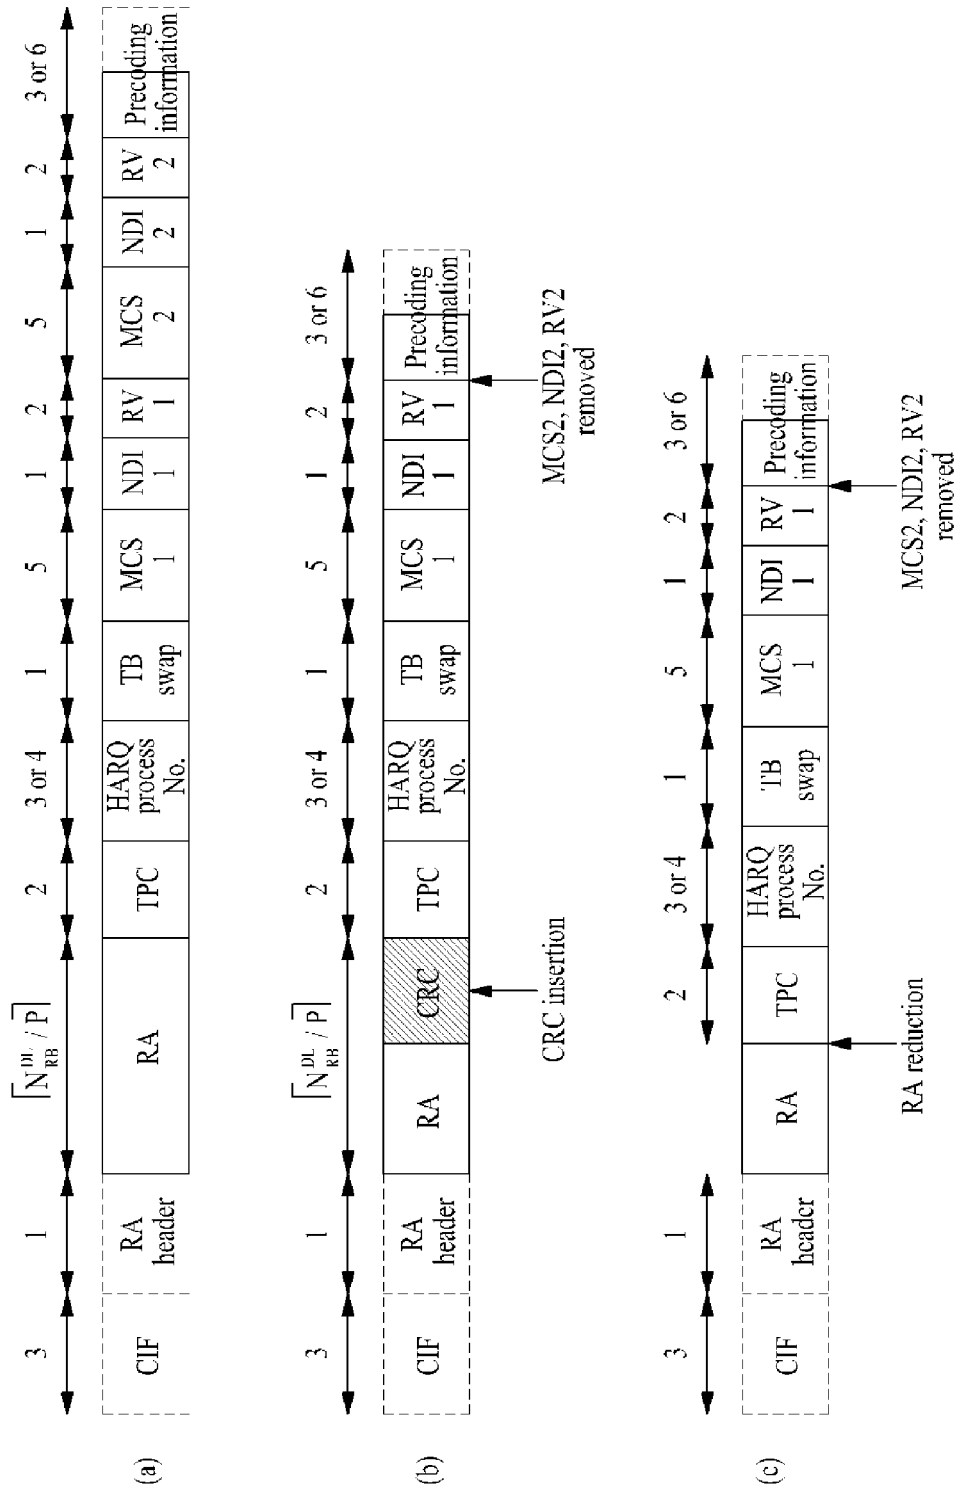 3
1
⌈N_RB^DL / P⌉
2
3 or 4
1
5
1
2
5
1
2
3 or 6
(a)
CIF
RA
header
RA
TPC
HARQ
process
No.
TB
swap
MCS
1
NDI
1
RV
1
MCS
2
NDI
2
RV
2
Precoding
information
3
1
⌈N_RB^DL / P⌉
2
3 or 4
1
5
1
2
3 or 6
(b)
CIF
RA
header
RA
CRC
TPC
HARQ
process
No.
TB
swap
MCS
1
NDI
1
RV
1
Precoding
information
CRC insertion
MCS2, NDI2, RV2
removed
3
1
2
3 or 4
1
5
1
2
3 or 6
(c)
CIF
RA
header
RA
TPC
HARQ
process
No.
TB
swap
MCS
1
NDI
1
RV
1
Precoding
information
RA reduction
MCS2, NDI2, RV2
removed